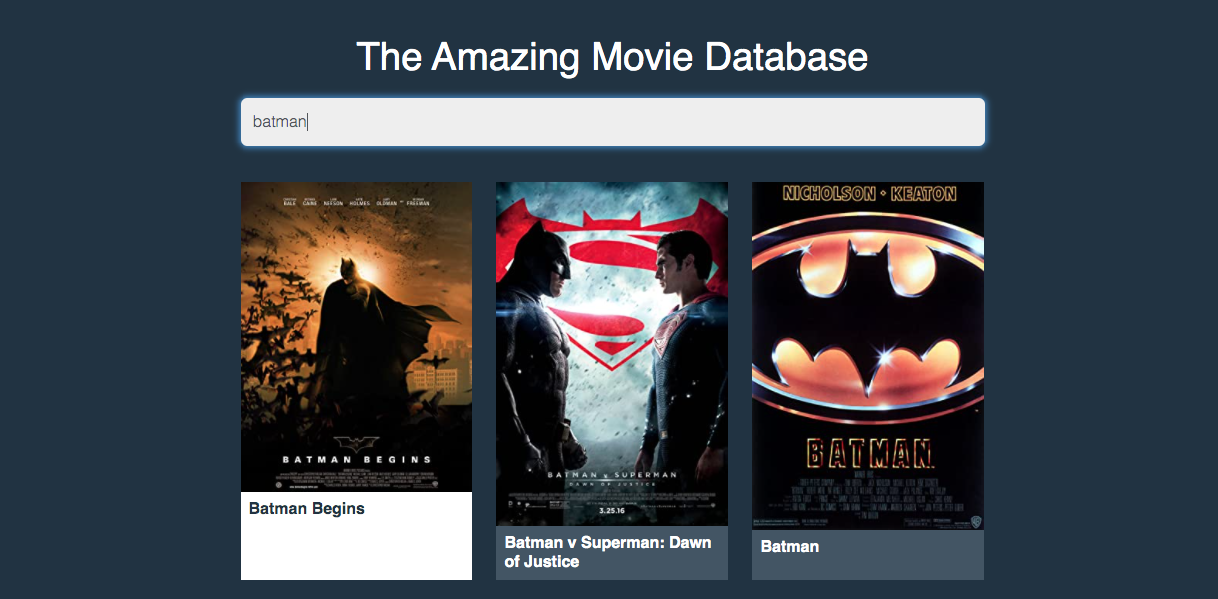 The Amazing Movie Database
batman
CHRISTIAN BALE MICHAEL CAINE LIAM NEESON KATIE HOLMES GARY OLDMAN AND MORGAN FREEMAN
BATMAN BEGINS
Batman Begins
BATMAN v SUPERMAN
DAWN OF JUSTICE
3.25.16
Batman v Superman: Dawn
of Justice
NICHOLSON • KEATON
BATMAN
Batman